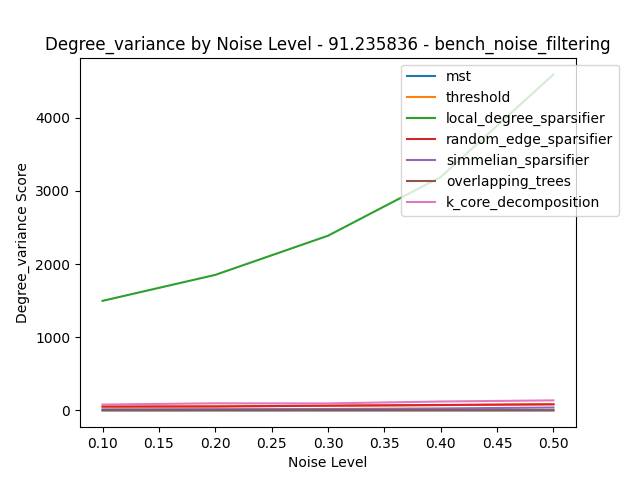 Degree_variance by Noise Level - 91.235836 - bench_noise_filtering
mst
threshold
local_degree_sparsifier
random_edge_sparsifier
simmelian_sparsifier
overlapping_trees
k_core_decomposition
Degree_variance Score
4000
3000
2000
1000
0
0.10 0.15 0.20 0.25 0.30 0.35 0.40 0.45 0.50
Noise Level